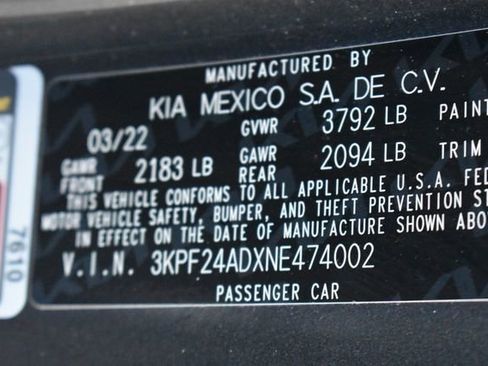 MANUFACTURED BY
KIA MEXICO S.A. DE C.V.
03/22 GVWR 3792 LB PAINT
GAWR FRONT 2183 LB GAWR REAR 2094 LB TRIM
THIS VEHICLE CONFORMS TO ALL APPLICABLE U.S.A. FED
MOTOR VEHICLE SAFETY, BUMPER, AND THEFT PREVENTION ST
IN EFFECT ON THE DATE OF MANUFACTURE SHOWN ABO
V.I.N. 3KPF24ADXNE474002
PASSENGER CAR
7610